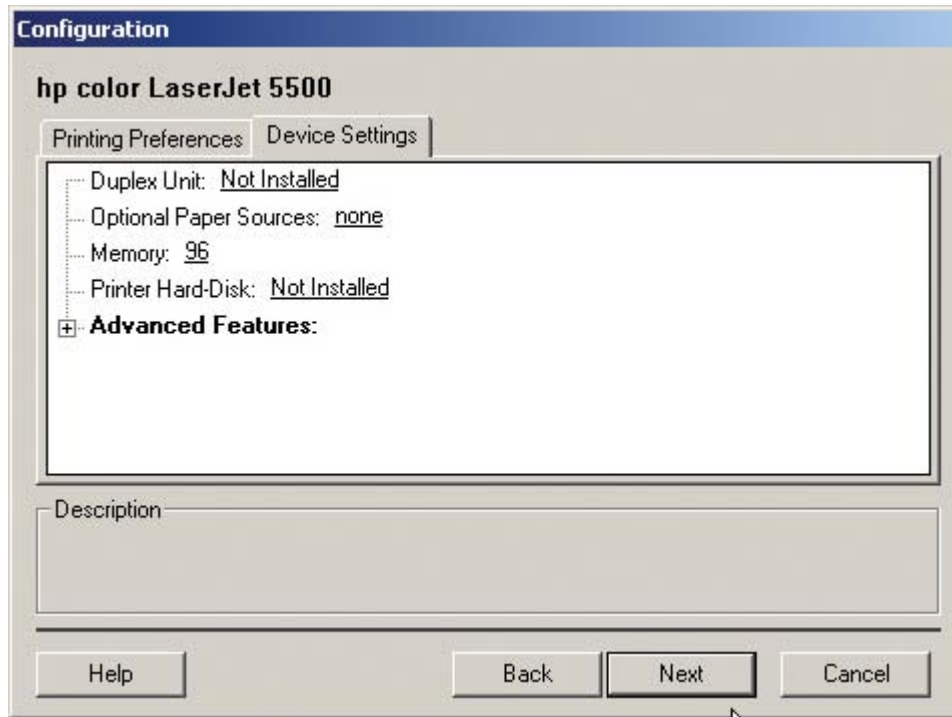 Configuration
hp color LaserJet 5500
Printing Preferences Device Settings
Duplex Unit: Not Installed
Optional Paper Sources: none
Memory: 96
Printer Hard-Disk: Not Installed
Advanced Features:
Description
Help Back Next Cancel